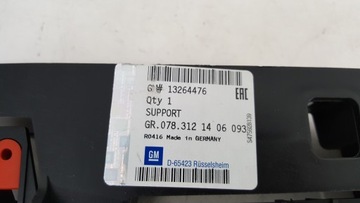 GM# 13264476
Qty 1
SUPPORT
GR.078.312 14 06 093
R0416 Made in GERMANY
GM
D-65423 Rüsselsheim
EAC